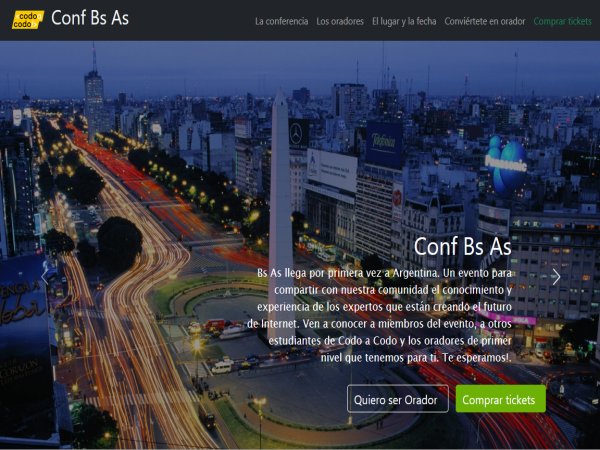 codo
codo
Conf Bs As
La conferencia
Los oradores
El lugar y la fecha
Conviértete en orador
Comprar tickets
Telefonica
Conf Bs As
Bs As llega por primera vez a Argentina. Un evento para
compartir con nuestra comunidad el conocimiento y
experiencia de los expertos que están creando el futuro
de Internet. Ven a conocer a miembros del evento, a otros
estudiantes de Codo a Codo y los oradores de primer
nivel que tenemos para ti. Te esperamos!.
Quiero ser Orador
Comprar tickets